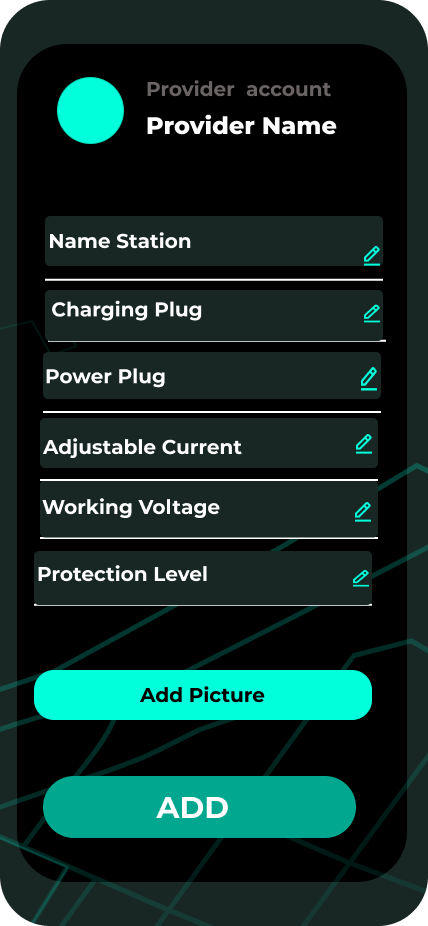 Provider account
Provider Name
Name Station
Charging Plug
Power Plug
Adjustable Current
Working Voltage
Protection Level
Add Picture
ADD